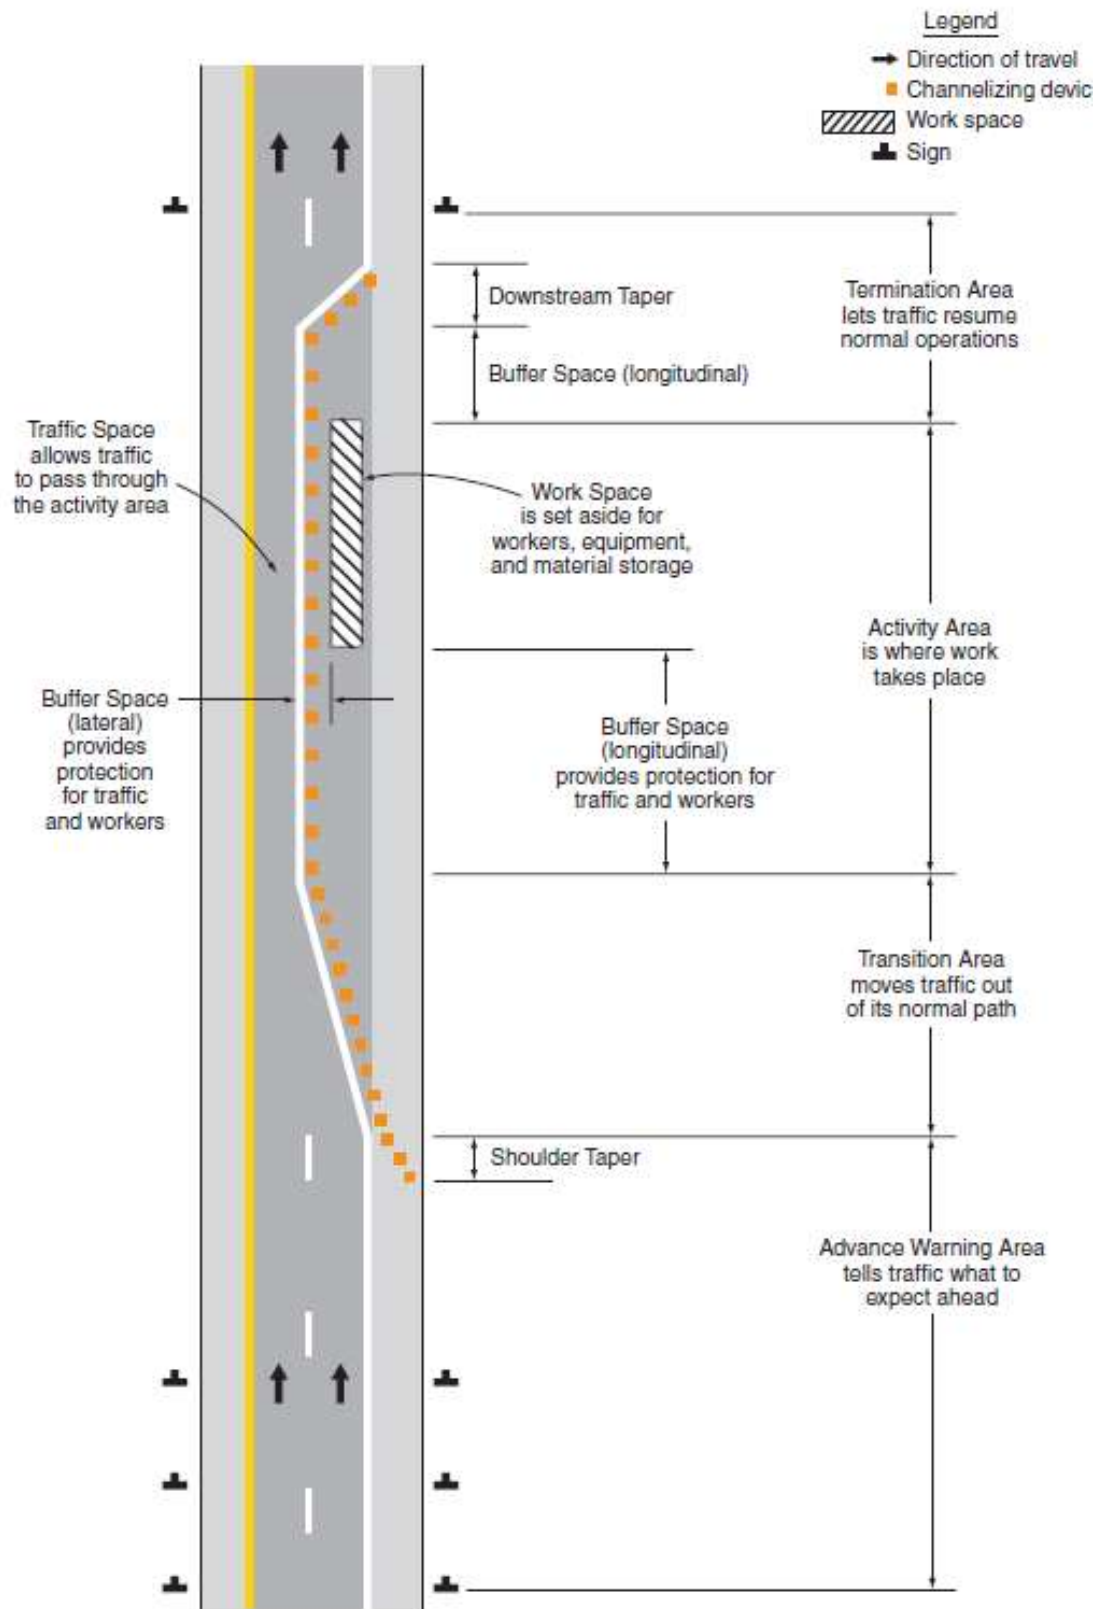 Legend
Direction of travel
Channelizing devic
Work space
Sign
Downstream Taper
Termination Area
lets traffic resume
normal operations
Buffer Space (longitudinal)
Traffic Space
allows traffic
to pass through
the activity area
Work Space
is set aside for
workers, equipment,
and material storage
Activity Area
is where work
takes place
Buffer Space
(lateral)
provides
protection
for traffic
and workers
Buffer Space
(longitudinal)
provides protection for
traffic and workers
Transition Area
moves traffic out
of its normal path
Shoulder Taper
Advance Warning Area
tells traffic what to
expect ahead